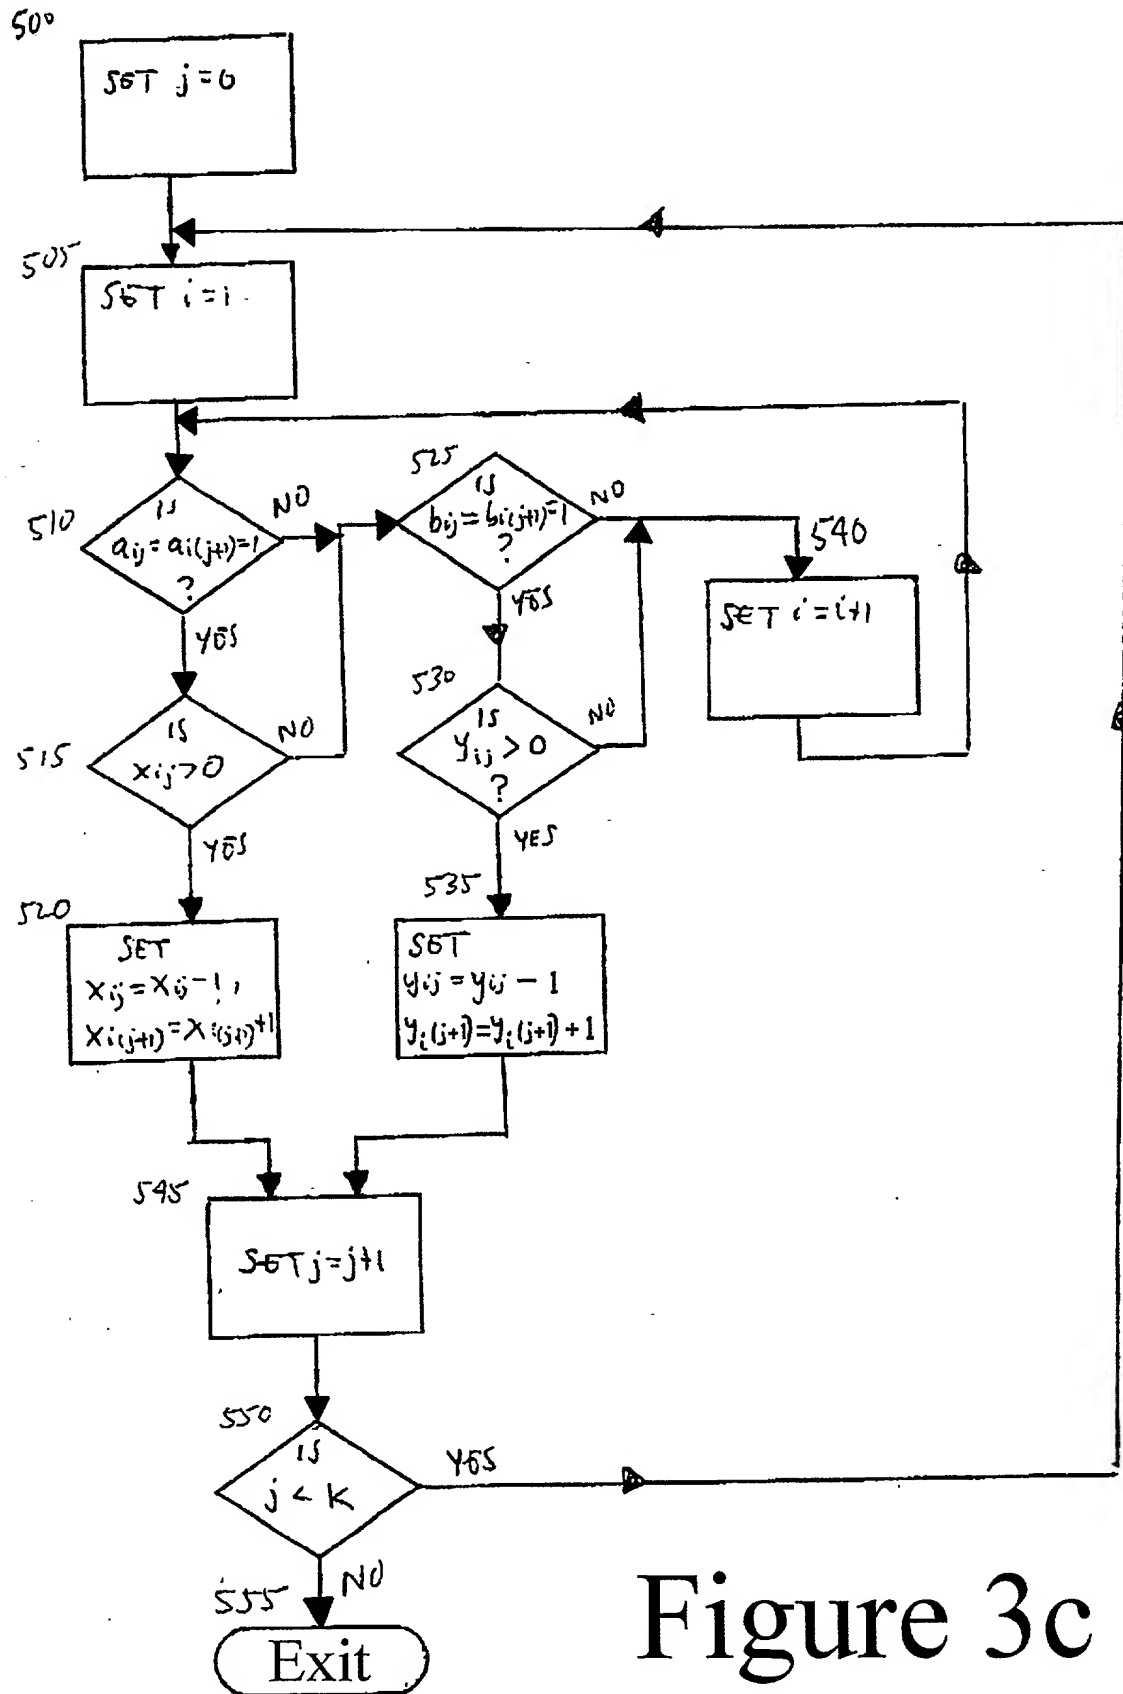 500
SET j=0
505
SET i=1
510
IS
aij=ai(j+1)=1
?
NO
YES
525
IS
bij=bi(j+1)=1
?
NO
YES
540
SET i=i+1
515
IS
xij>0
NO
YES
530
IS
yij>0
?
NO
YES
520
SET
xij=xij-1,
xi(j+1)=xi(j+1)+1
535
SET
yij=yij-1
yi(j+1)=yi(j+1)+1
545
SET j=j+1
550
IS
j<K
YES
NO
555
Exit
Figure 3c